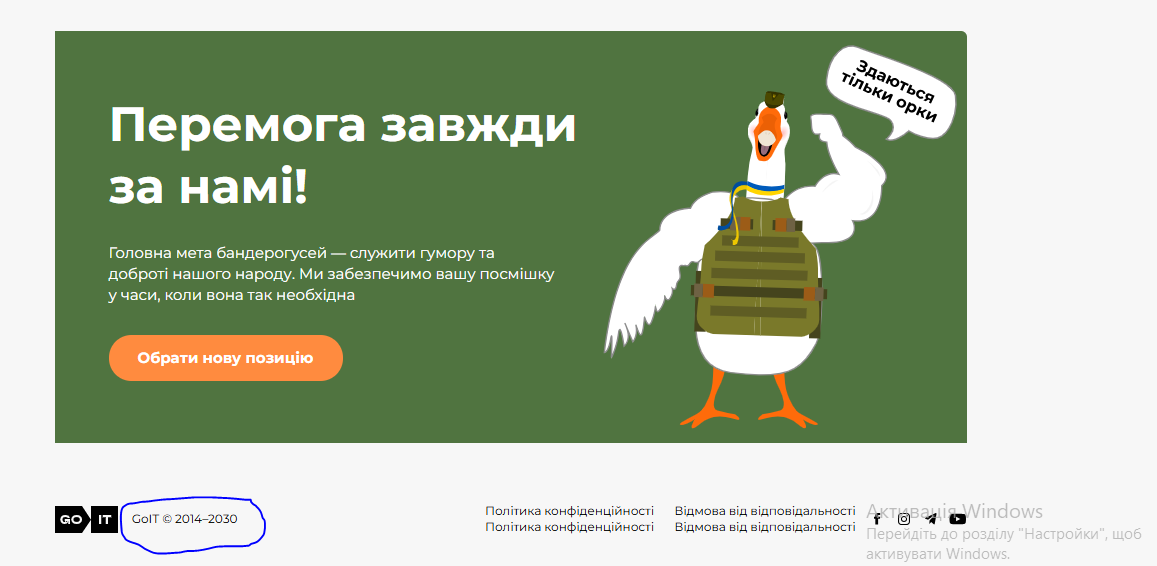 Здаються
тільки орки
Перемога завжди
за намі!
Головна мета бандерогусей — служити гумору та
доброті нашого народу. Ми забезпечимо вашу посмішку
у часи, коли вона так необхідна
Обрати нову позицію
GO IT
GoIT © 2014–2030
Політика конфіденційності
Політика конфіденційності
Відмова від відповідальності
Відмова від відповідальності
Активація Windows
Перейдіть до розділу "Настройки", щоб
активувати Windows.